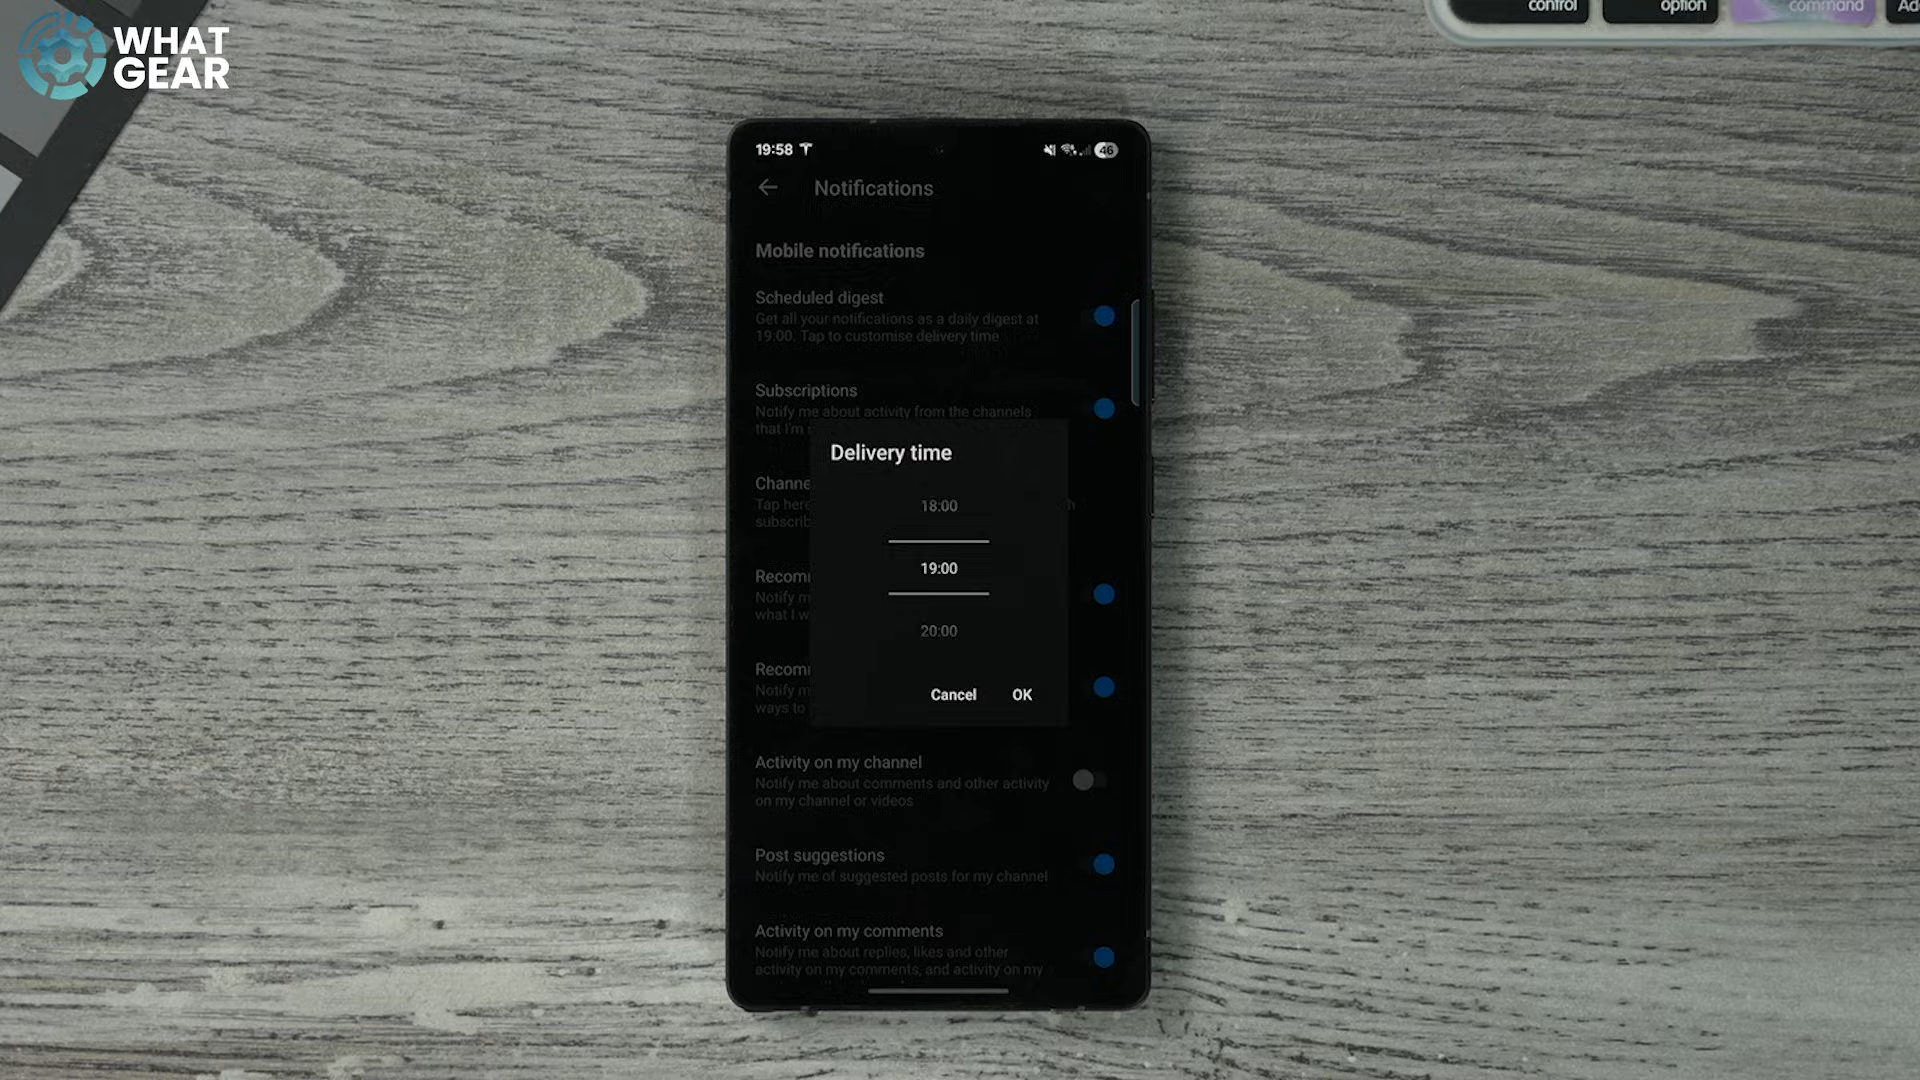 WHAT
GEAR
control
option
command
19:58
46
Notifications
Mobile notifications
Scheduled digest
Get all your notifications as a daily digest at
19:00. Tap to customise delivery time
Subscriptions
Notify me about activity from the channels
that I'm
Delivery time
18:00
19:00
20:00
Cancel
OK
Activity on my channel
Notify me about comments and other activity
on my channel or videos
Post suggestions
Notify me of suggested posts for my channel
Activity on my comments
Notify me about replies, likes and other
activity on my comments, and activity on my